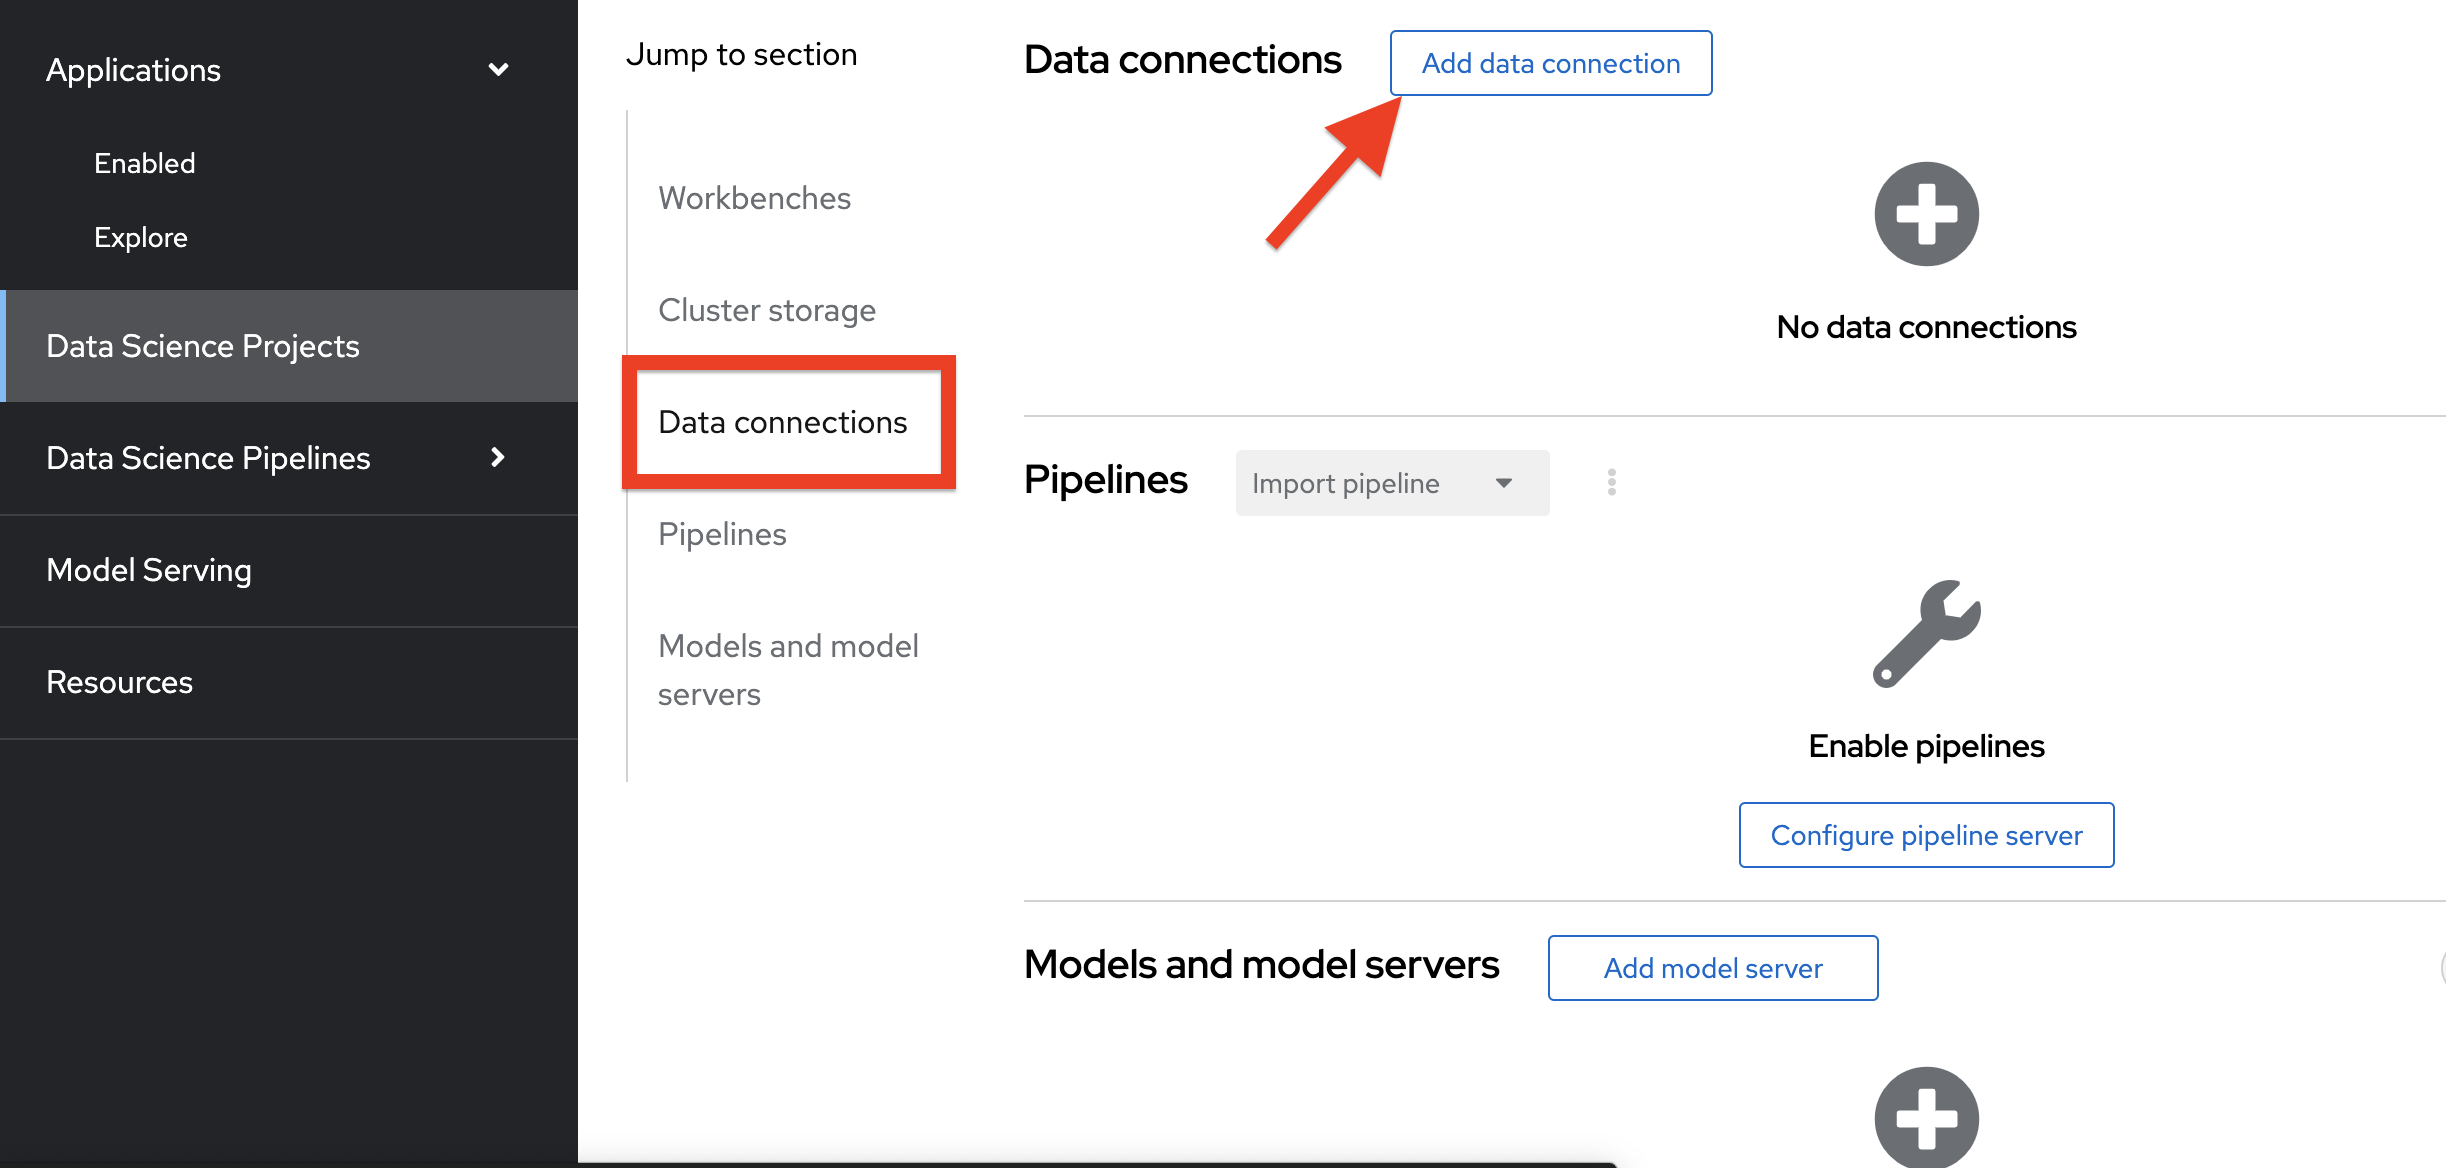 Applications
Enabled
Explore
Data Science Projects
Data Science Pipelines
Model Serving
Resources
Jump to section
Workbenches
Cluster storage
Data connections
Pipelines
Models and model
servers
Data connections
Add data connection
No data connections
Pipelines
Import pipeline
Enable pipelines
Configure pipeline server
Models and model servers
Add model server